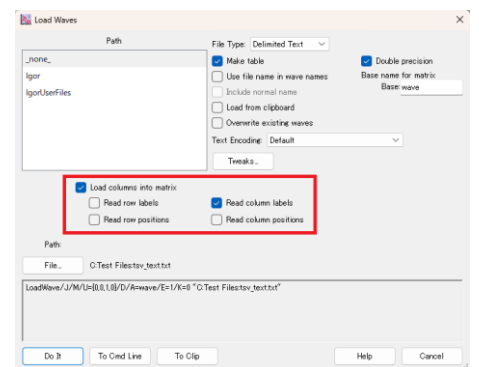 Load Waves
Path
_none_
Igor
IgorUserFiles
File Type: Delimited Text
Make table
Use file name in wave names
Include normal name
Load from clipboard
Overwrite existing waves
Text Encoding: Default
Tweaks...
Double precision
Base name for matrix
Base: wave
Load columns into matrix
Read row labels
Read column labels
Read row positions
Read column positions
Path:
File... C:Test Files:tsv_text.txt
LoadWave/J/M/U={0,0,1,0}/D/A=wave/E=1/K=0 "C:Test Files:tsv_text.txt"
Do It
To Cmd Line
To Clip
Help
Cancel